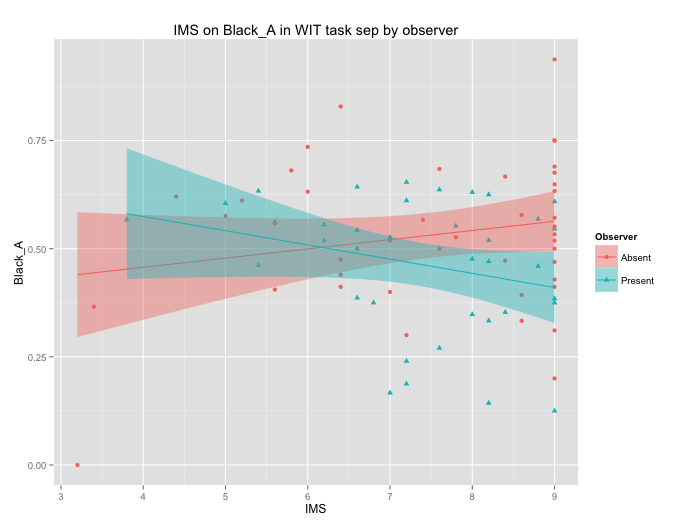 IMS on Black_A in WIT task sep by observer
Black_A
0.75
0.50
0.25
0.00
3 4 5 6 7 8 9
IMS
Observer
Absent
Present